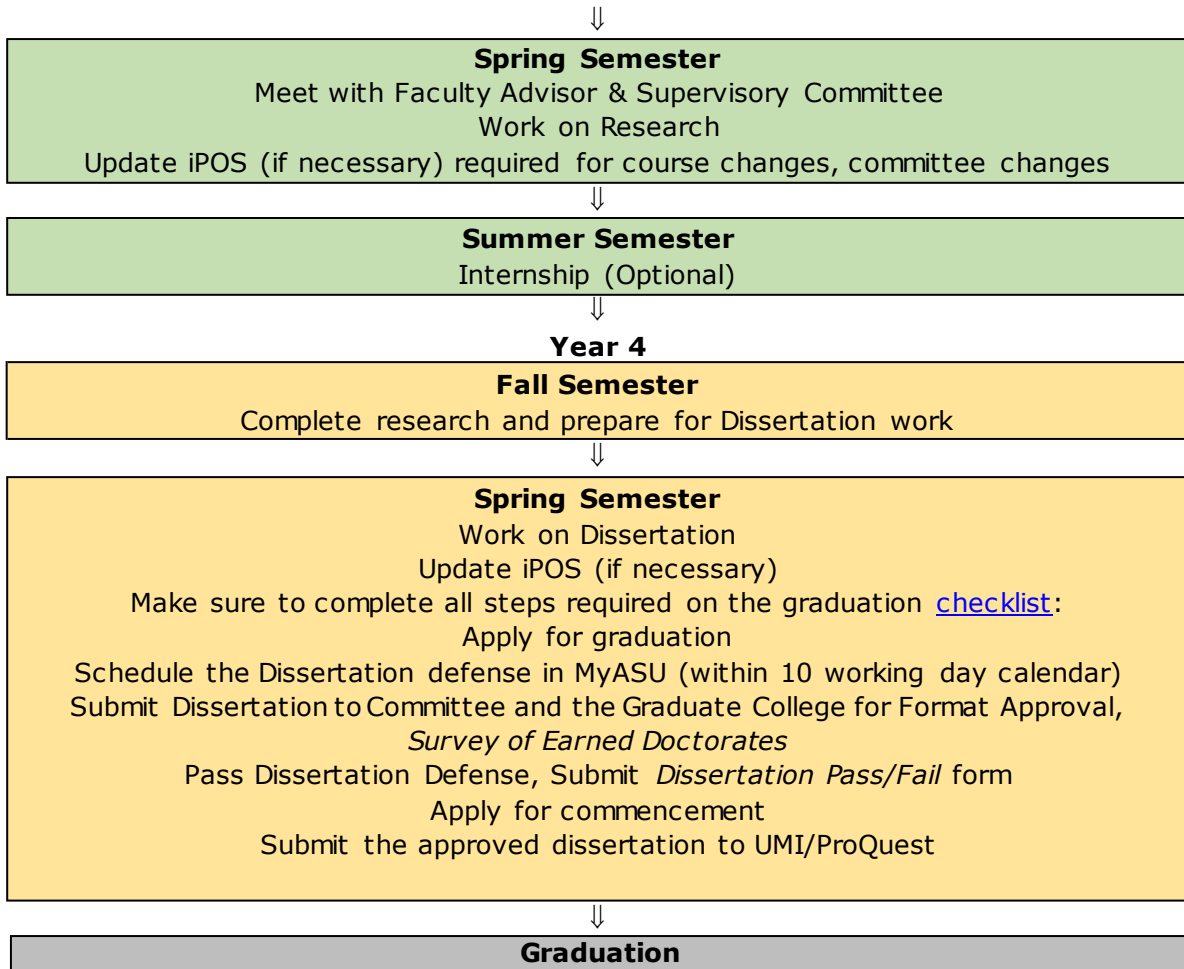 ⇓
Spring Semester
Meet with Faculty Advisor & Supervisory Committee
Work on Research
Update iPOS (if necessary) required for course changes, committee changes
⇓
Summer Semester
Internship (Optional)
⇓
Year 4
Fall Semester
Complete research and prepare for Dissertation work
⇓
Spring Semester
Work on Dissertation
Update iPOS (if necessary)
Make sure to complete all steps required on the graduation checklist:
Apply for graduation
Schedule the Dissertation defense in MyASU (within 10 working day calendar)
Submit Dissertation to Committee and the Graduate College for Format Approval,
Survey of Earned Doctorates
Pass Dissertation Defense, Submit Dissertation Pass/Fail form
Apply for commencement
Submit the approved dissertation to UMI/ProQuest
⇓
Graduation